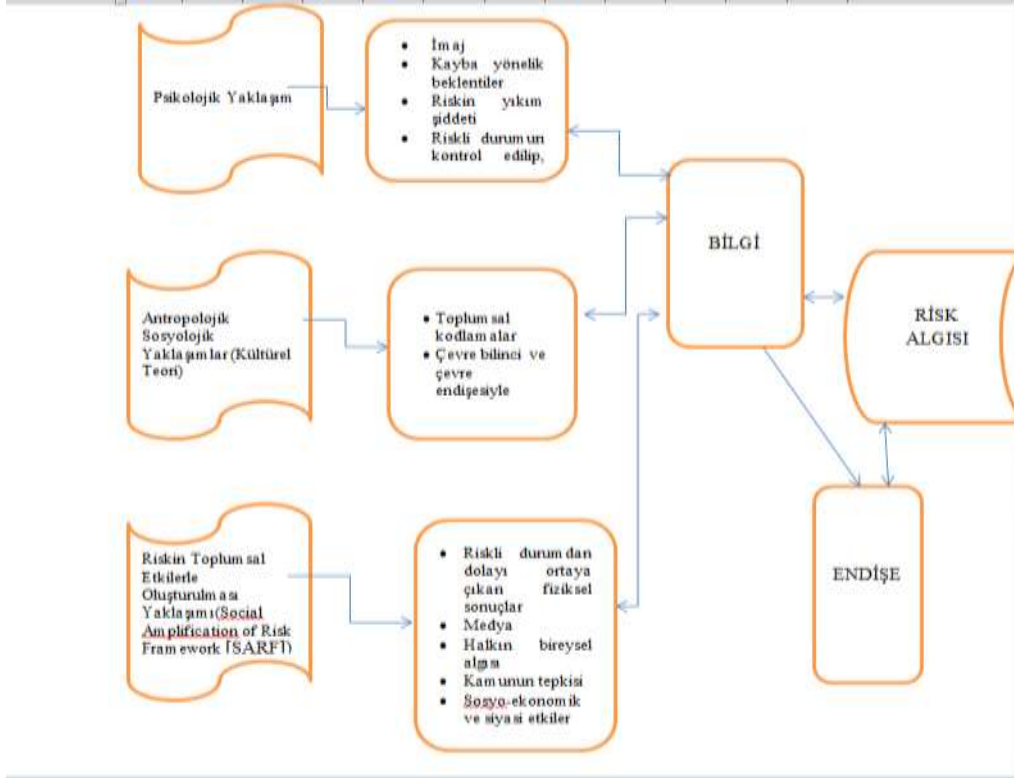 Psikolojik Yaklaşım
• İmaj
• Kayba yönelik
beklentiler
• Riskin yıkım
şiddeti
• Riskli durumun
kontrol edilip,
Antropolojik
Sosyolojik
Yaklaşımlar(Kültürel
Teori)
• Toplumsal
kodlamalar
• Çevre bilinci ve
çevre
endişesiyle
Riskin Toplumsal
Etkilerle
Oluşturulması
Yaklaşımı(Social
Amplification of Risk
Framework [SARF])
• Riskli durumdan
dolayı ortaya
çıkan fiziksel
sonuçlar
• Medya
• Halkın bireysel
algısı
• Kamunun tepkisi
• Sosyo-ekonomik
ve siyasi etkiler
BİLGİ
RİSK
ALGISI
ENDİŞE